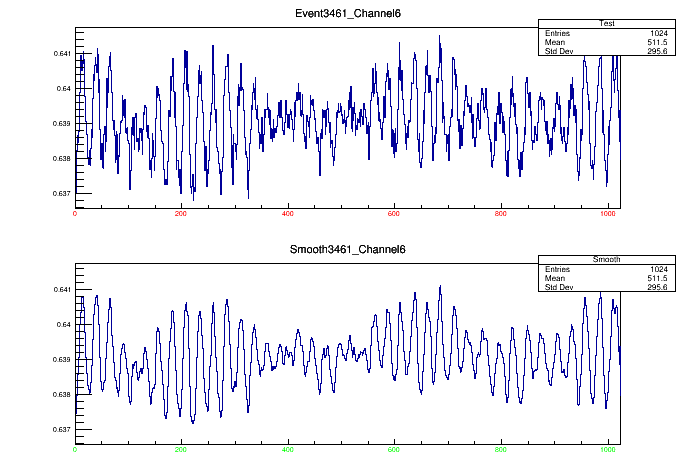 Event3461_Channel6
Test
Entries 1024
Mean 511.5
Std Dev 295.6
0.641
0.64
0.639
0.638
0.637
0 200 400 600 800 1000
Smooth3461_Channel6
Smooth
Entries 1024
Mean 511.5
Std Dev 295.6
0.641
0.64
0.639
0.638
0.637
0 200 400 600 800 1000